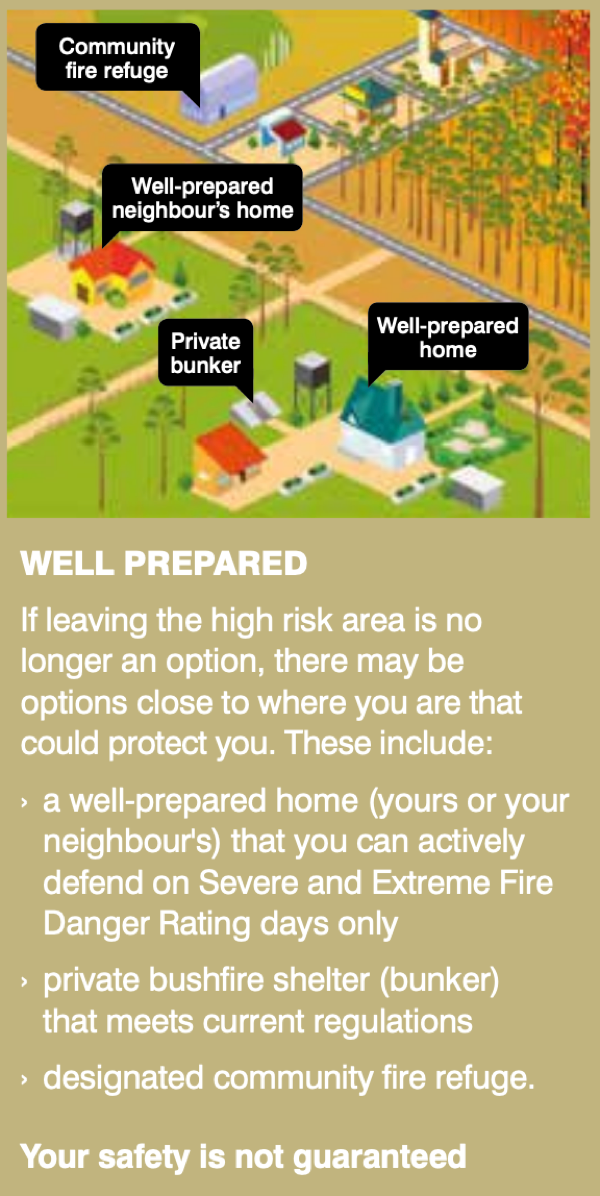 Community
fire refuge
Well-prepared
neighbour’s home
Private
bunker
Well-prepared
home
WELL PREPARED
If leaving the high risk area is no
longer an option, there may be
options close to where you are that
could protect you. These include:
› a well-prepared home (yours or your
neighbour's) that you can actively
defend on Severe and Extreme Fire
Danger Rating days only
› private bushfire shelter (bunker)
that meets current regulations
› designated community fire refuge.
Your safety is not guaranteed